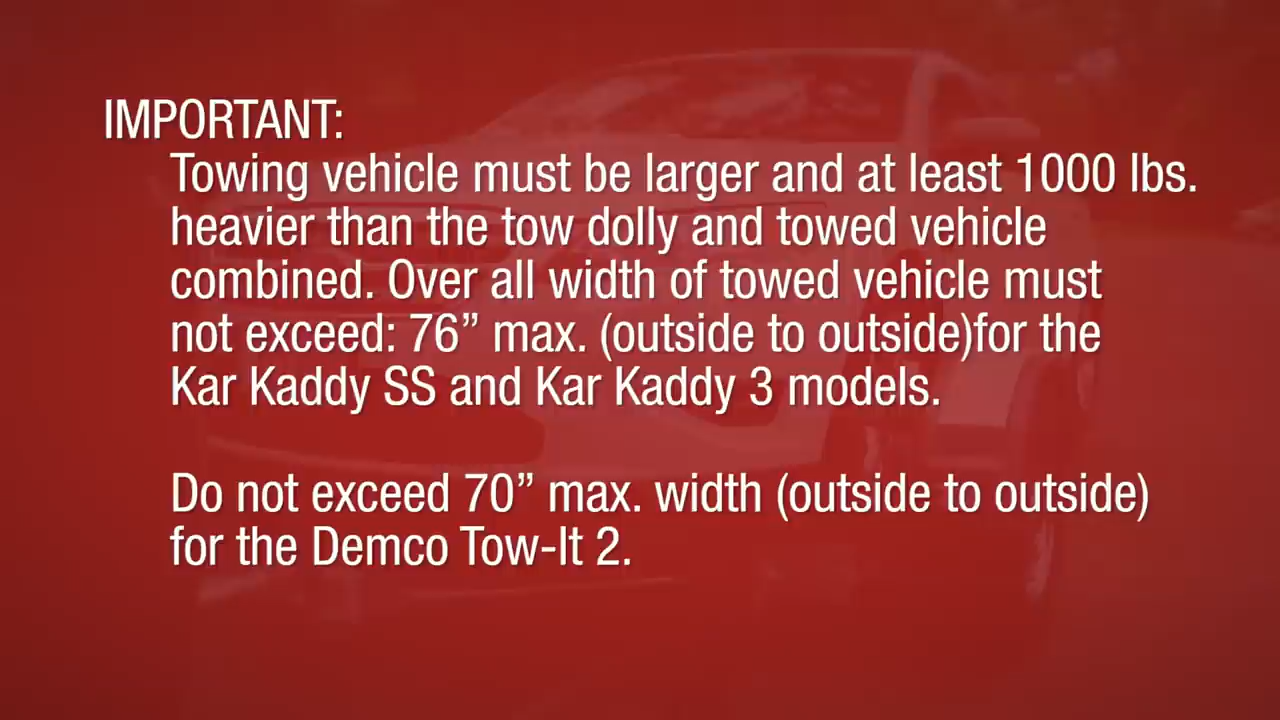 IMPORTANT:
Towing vehicle must be larger and at least 1000 lbs.
heavier than the tow dolly and towed vehicle
combined. Over all width of towed vehicle must
not exceed: 76” max. (outside to outside)for the
Kar Kaddy SS and Kar Kaddy 3 models.
Do not exceed 70” max. width (outside to outside)
for the Demco Tow-It 2.